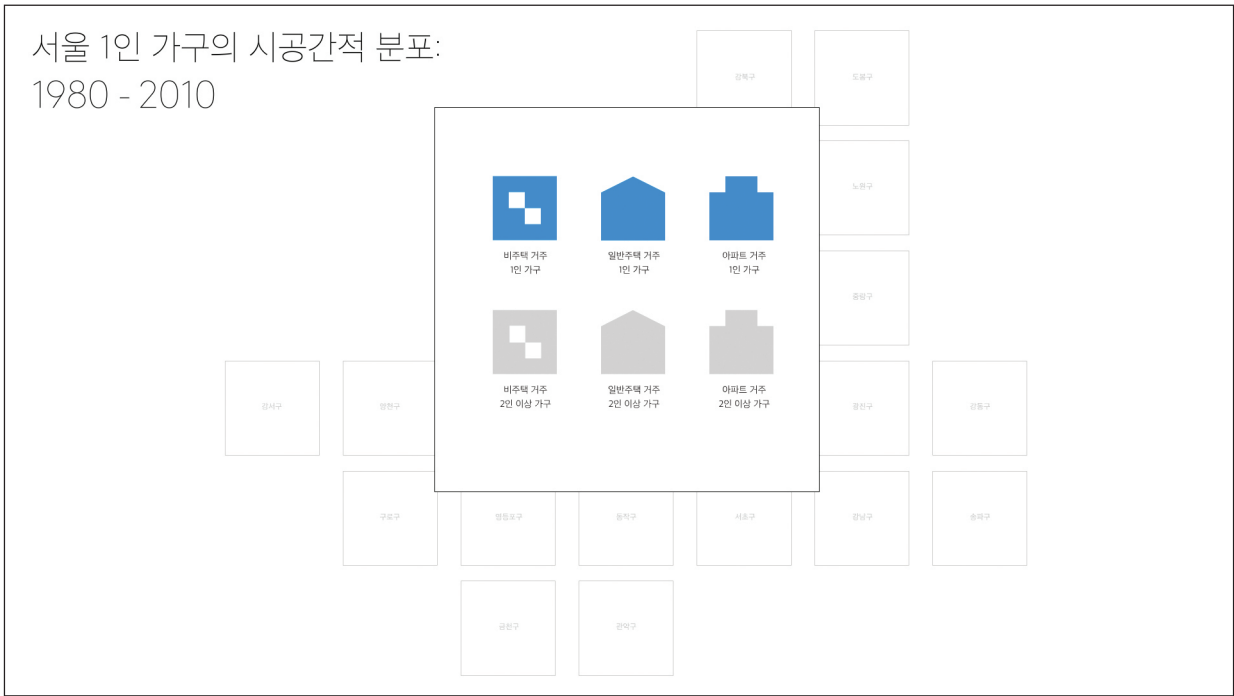 서울 1인 가구의 시공간적 분포:
1980 - 2010
강북구
도봉구
노원구
비주택 거주
1인 가구
일반주택 거주
1인 가구
아파트 거주
1인 가구
중랑구
비주택 거주
2인 이상 가구
일반주택 거주
2인 이상 가구
아파트 거주
2인 이상 가구
강서구
양천구
광진구
강동구
구로구
영등포구
동작구
서초구
강남구
송파구
금천구
관악구